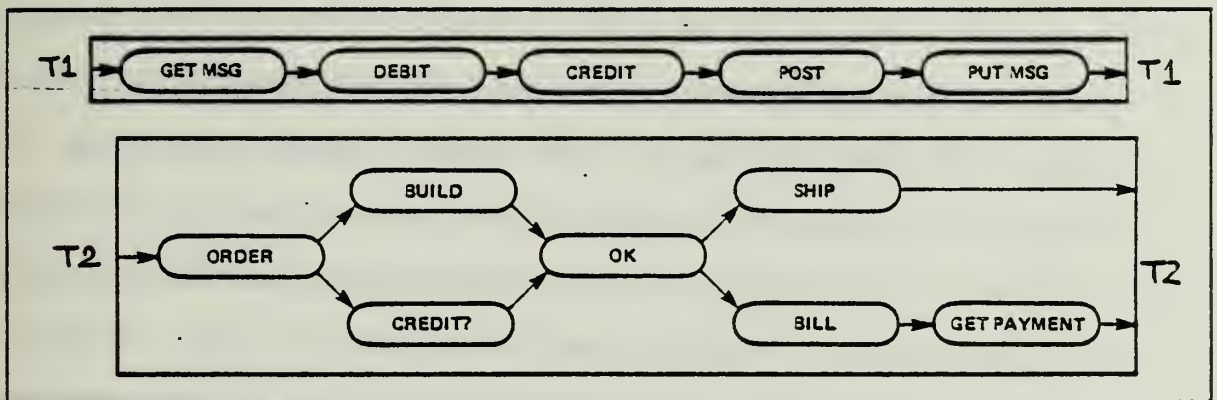 T1 GET MSG DEBIT CREDIT POST PUT MSG T1
BUILD SHIP
T2 ORDER OK T2
CREDIT? BILL GET PAYMENT